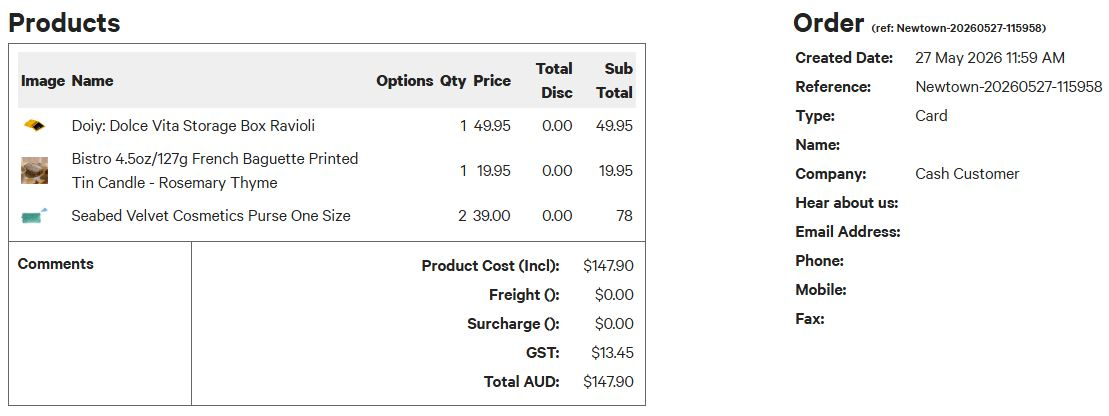 Products
Image Name Options Qty Price Total Disc Sub Total
Doiy: Dolce Vita Storage Box Ravioli 1 49.95 0.00 49.95
Bistro 4.5oz/127g French Baguette Printed
Tin Candle - Rosemary Thyme 1 19.95 0.00 19.95
Seabed Velvet Cosmetics Purse One Size 2 39.00 0.00 78
Comments
Product Cost (Incl): $147.90
Freight (): $0.00
Surcharge (): $0.00
GST: $13.45
Total AUD: $147.90
Order (ref: Newtown-20260527-115958)
Created Date: 27 May 2026 11:59 AM
Reference: Newtown-20260527-115958
Type: Card
Name:
Company: Cash Customer
Hear about us:
Email Address:
Phone:
Mobile:
Fax: